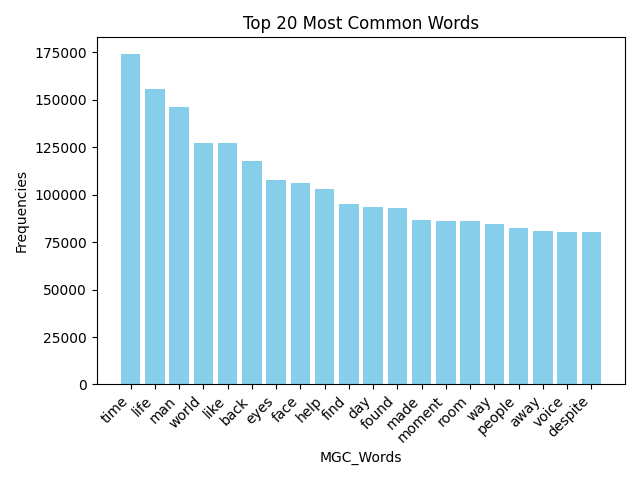 Top 20 Most Common Words
Frequencies
175000
150000
125000
100000
75000
50000
25000
0
time
life
man
world
like
back
eyes
face
help
find
day
found
made
moment
room
way
people
away
voice
despite
MGC_Words